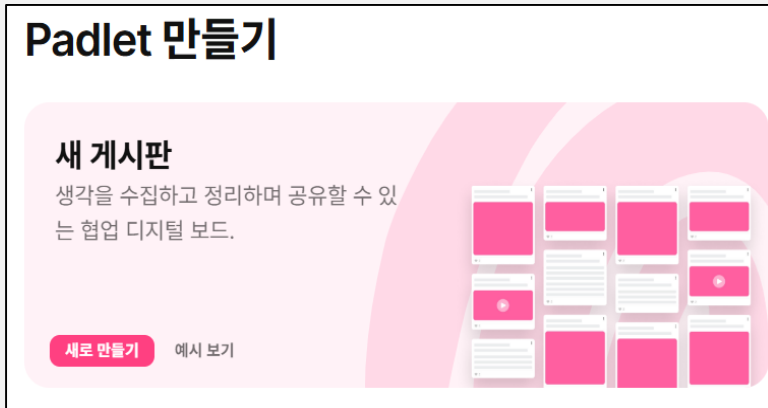 Padlet 만들기
새 게시판
생각을 수집하고 정리하며 공유할 수 있
는 협업 디지털 보드.
새로 만들기 예시 보기